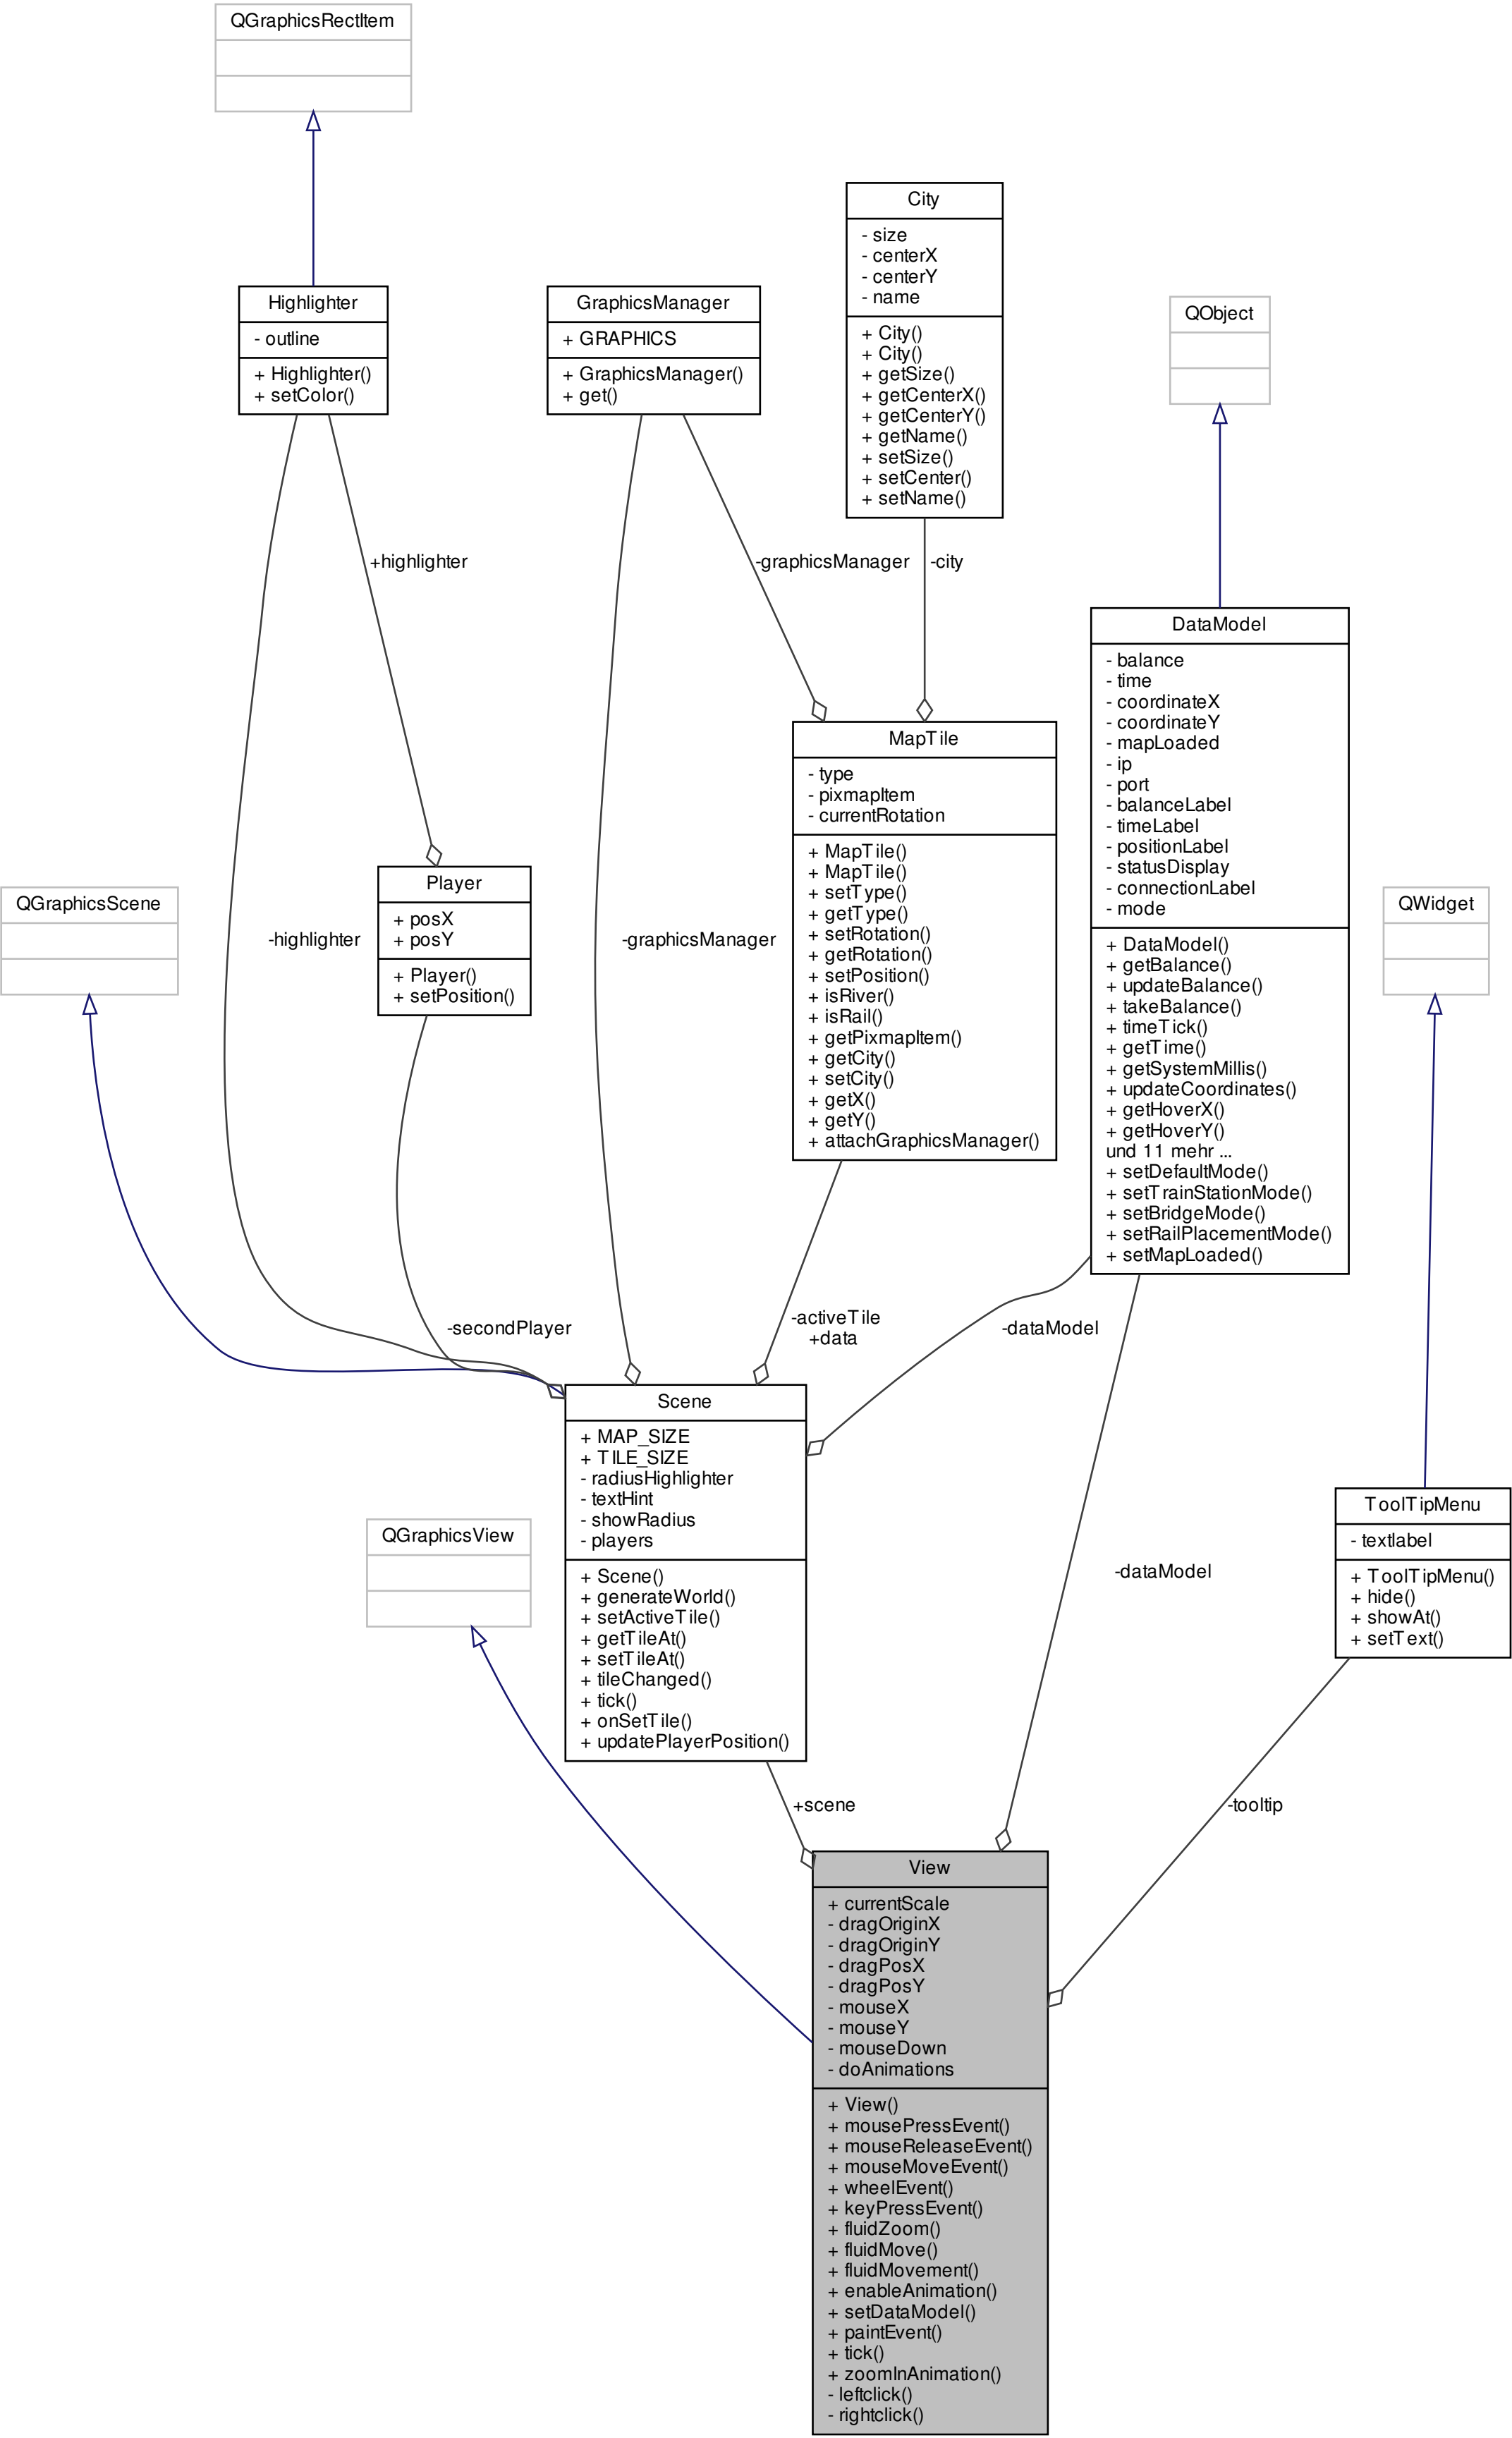 QGraphicsRectItem
City
- size
- centerX
- centerY
- name
+ City()
+ City()
+ getSize()
+ getCenterX()
+ getCenterY()
+ getName()
+ setSize()
+ setCenter()
+ setName()
Highlighter
- outline
+ Highlighter()
+ setColor()
GraphicsManager
+ GRAPHICS
+ GraphicsManager()
+ get()
QObject
+highlighter
-graphicsManager
-city
DataModel
- balance
- time
- coordinateX
- coordinateY
- mapLoaded
- ip
- port
- balanceLabel
- timeLabel
- positionLabel
- statusDisplay
- connectionLabel
- mode
+ DataModel()
+ getBalance()
+ updateBalance()
+ takeBalance()
+ timeTick()
+ getTime()
+ getSystemMillis()
+ updateCoordinates()
+ getHoverX()
+ getHoverY()
und 11 mehr ...
+ setDefaultMode()
+ setTrainStationMode()
+ setBridgeMode()
+ setRailPlacementMode()
+ setMapLoaded()
MapTile
- type
- pixmapItem
- currentRotation
+ MapTile()
+ MapTile()
+ setType()
+ getType()
+ setRotation()
+ getRotation()
+ setPosition()
+ isRiver()
+ isRail()
+ getPixmapItem()
+ getCity()
+ setCity()
+ getX()
+ getY()
+ attachGraphicsManager()
QGraphicsScene
-highlighter
Player
+ posX
+ posY
+ Player()
+ setPosition()
-graphicsManager
QWidget
-secondPlayer
-activeTile
+data
-dataModel
Scene
+ MAP_SIZE
+ TILE_SIZE
- radiusHighlighter
- textHint
- showRadius
- players
+ Scene()
+ generateWorld()
+ setActiveTile()
+ getTileAt()
+ setTileAt()
+ tileChanged()
+ tick()
+ onSetTile()
+ updatePlayerPosition()
QGraphicsView
-dataModel
ToolTipMenu
- textlabel
+ ToolTipMenu()
+ hide()
+ showAt()
+ setText()
+scene
-tooltip
View
+ currentScale
- dragOriginX
- dragOriginY
- dragPosX
- dragPosY
- mouseX
- mouseY
- mouseDown
- doAnimations
+ View()
+ mousePressEvent()
+ mouseReleaseEvent()
+ mouseMoveEvent()
+ wheelEvent()
+ keyPressEvent()
+ fluidZoom()
+ fluidMove()
+ fluidMovement()
+ enableAnimation()
+ setDataModel()
+ paintEvent()
+ tick()
+ zoomInAnimation()
- leftclick()
- rightclick()